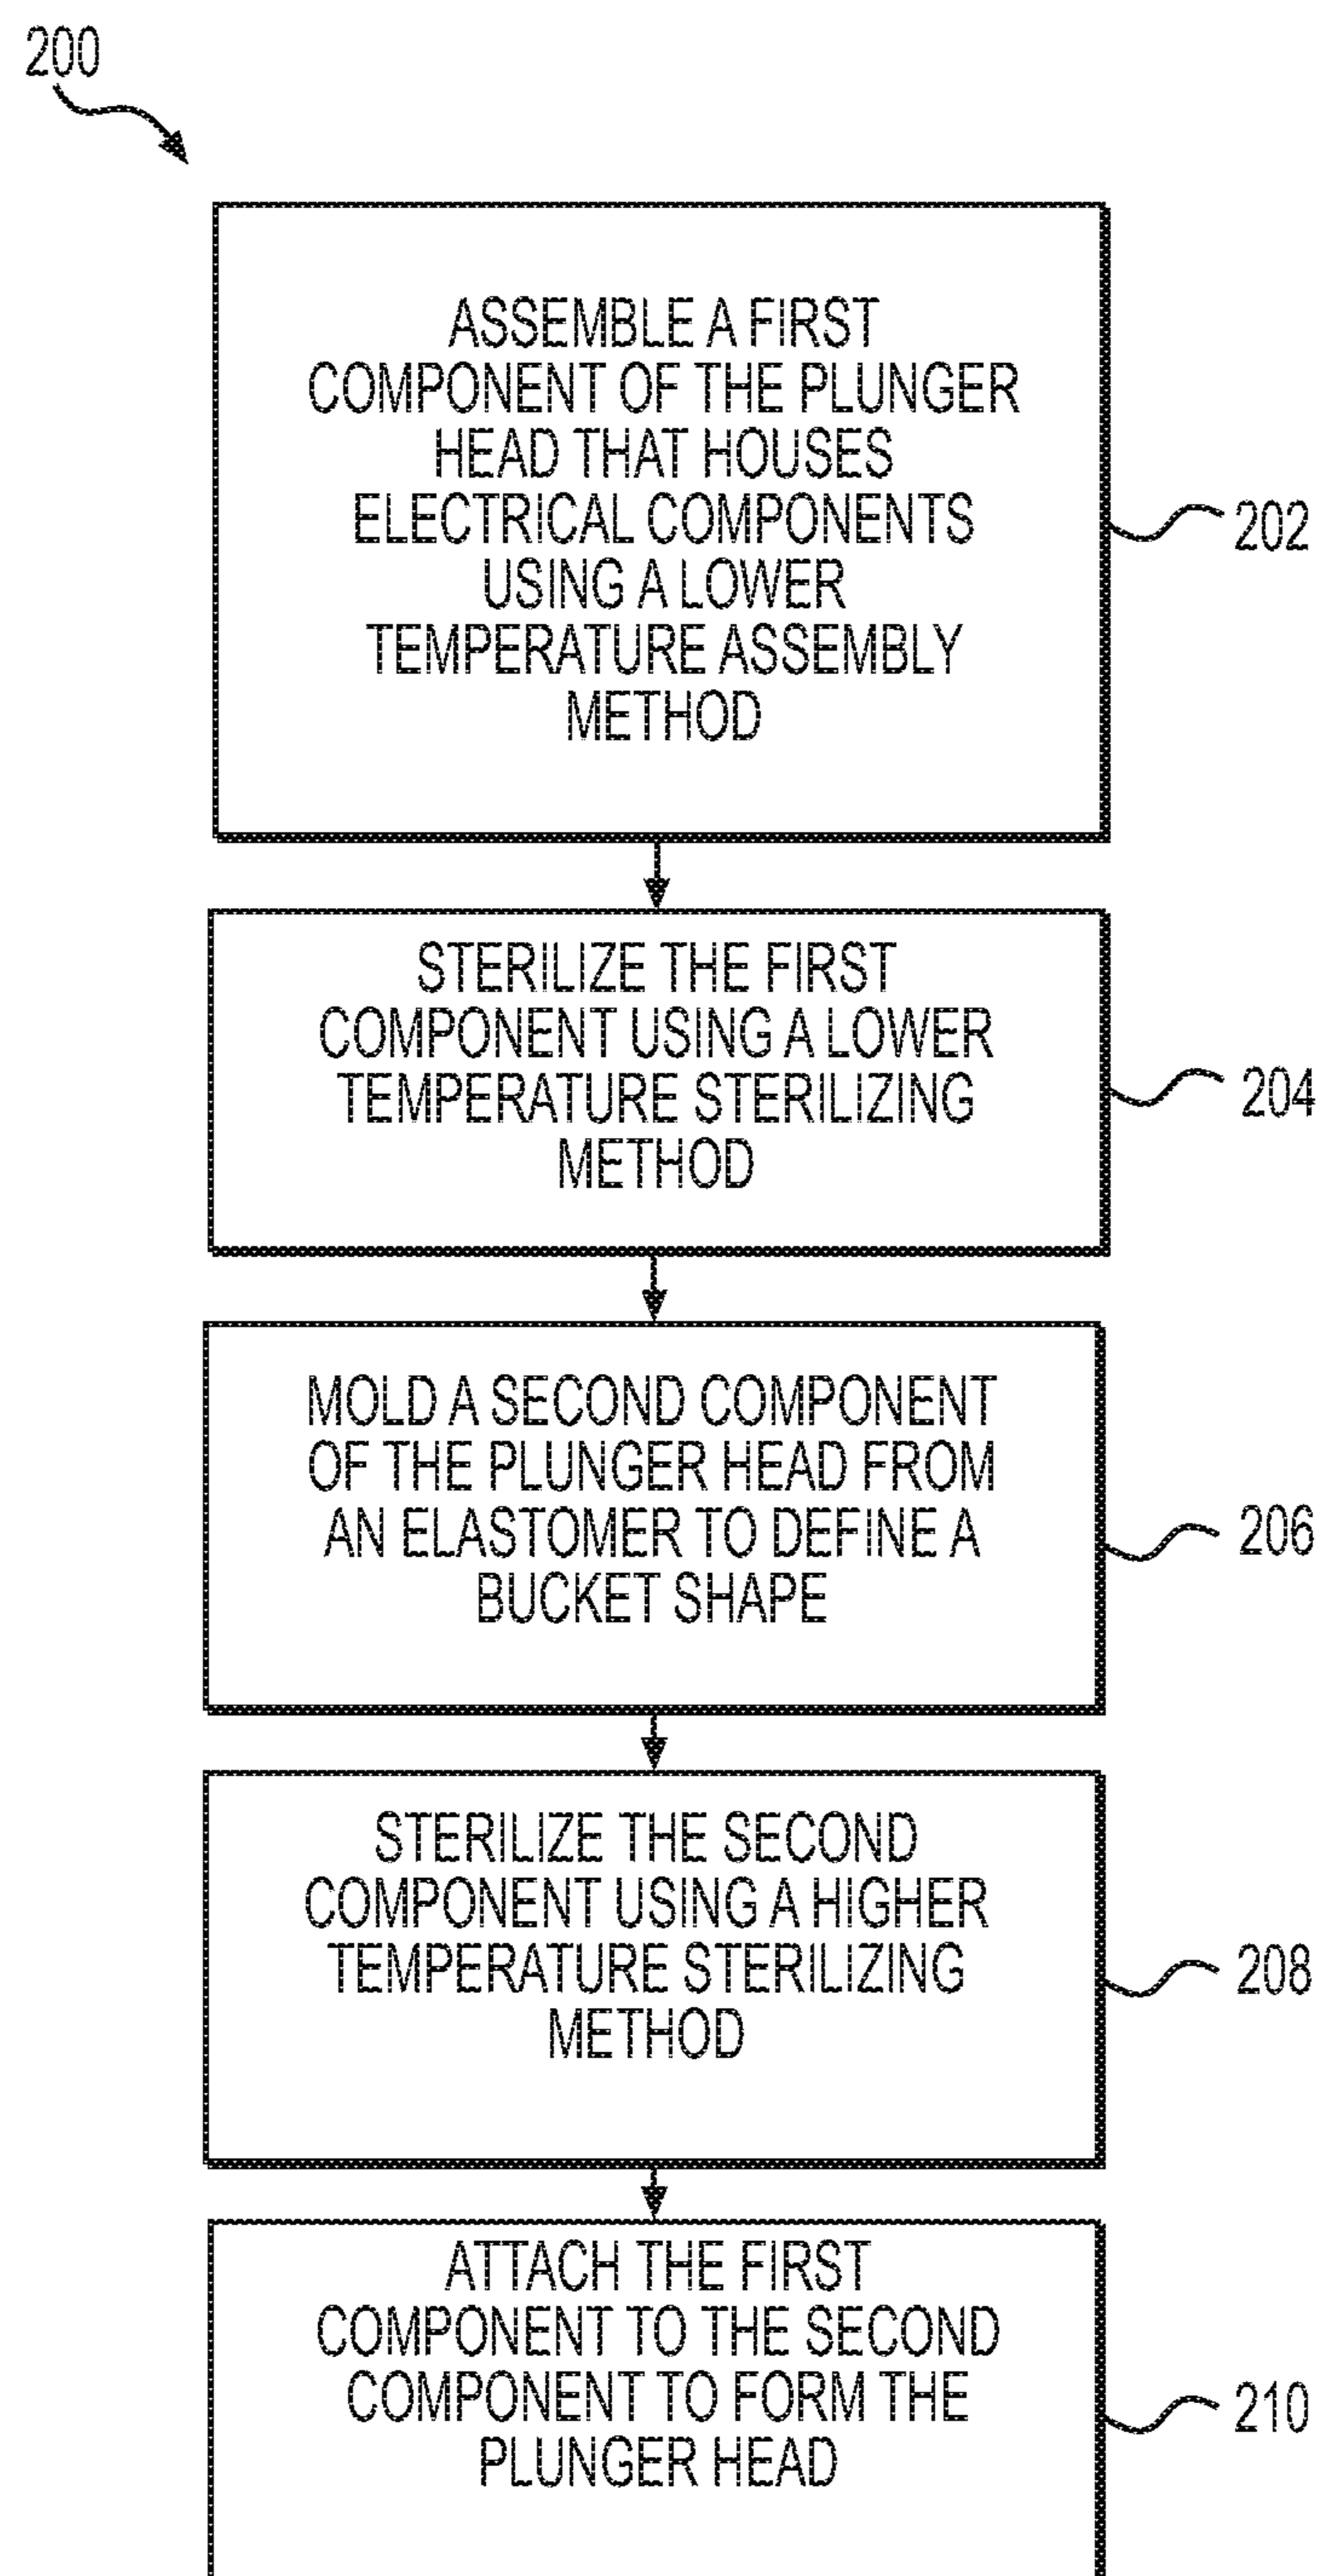 200
ASSEMBLE A FIRST
COMPONENT OF THE PLUNGER
HEAD THAT HOUSES
ELECTRICAL COMPONENTS
USING A LOWER
TEMPERATURE ASSEMBLY
METHOD
202
STERILIZE THE FIRST
COMPONENT USING A LOWER
TEMPERATURE STERILIZING
METHOD
204
MOLD A SECOND COMPONENT
OF THE PLUNGER HEAD FROM
AN ELASTOMER TO DEFINE A
BUCKET SHAPE
206
STERILIZE THE SECOND
COMPONENT USING A HIGHER
TEMPERATURE STERILIZING
METHOD
208
ATTACH THE FIRST
COMPONENT TO THE SECOND
COMPONENT TO FORM THE
PLUNGER HEAD
210